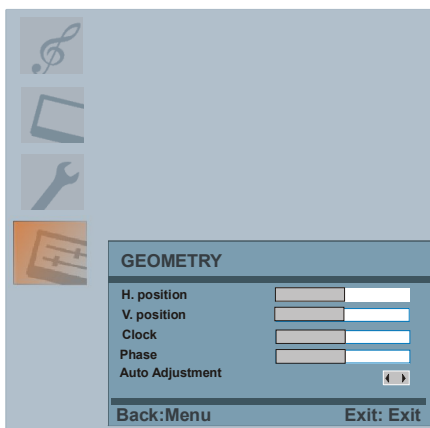 GEOMETRY
H. position
V. position
Clock
Phase
Auto Adjustment
Back:Menu Exit: Exit